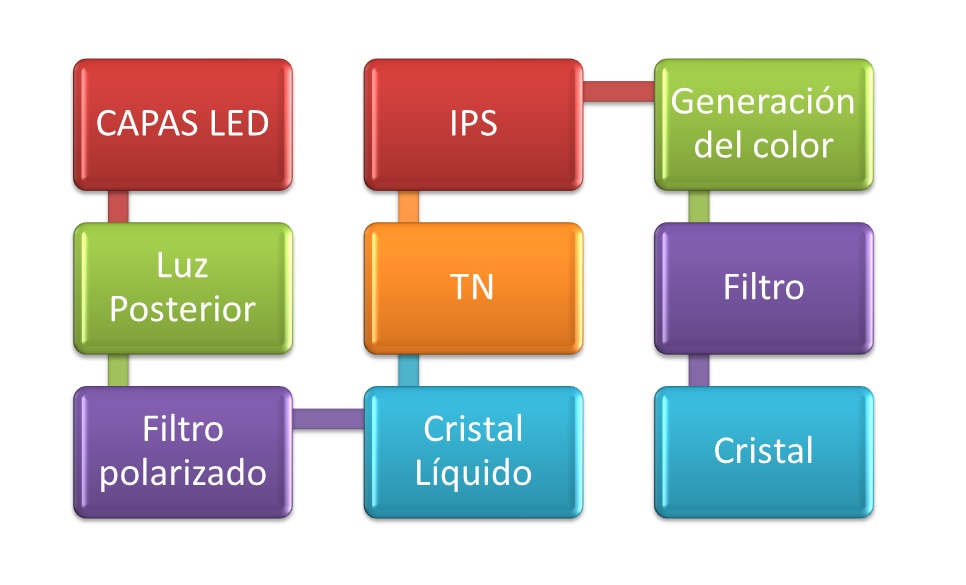 CAPAS LED
Luz
Posterior
Filtro
polarizado
Cristal
Líquido
TN
IPS
Generación
del color
Filtro
Cristal